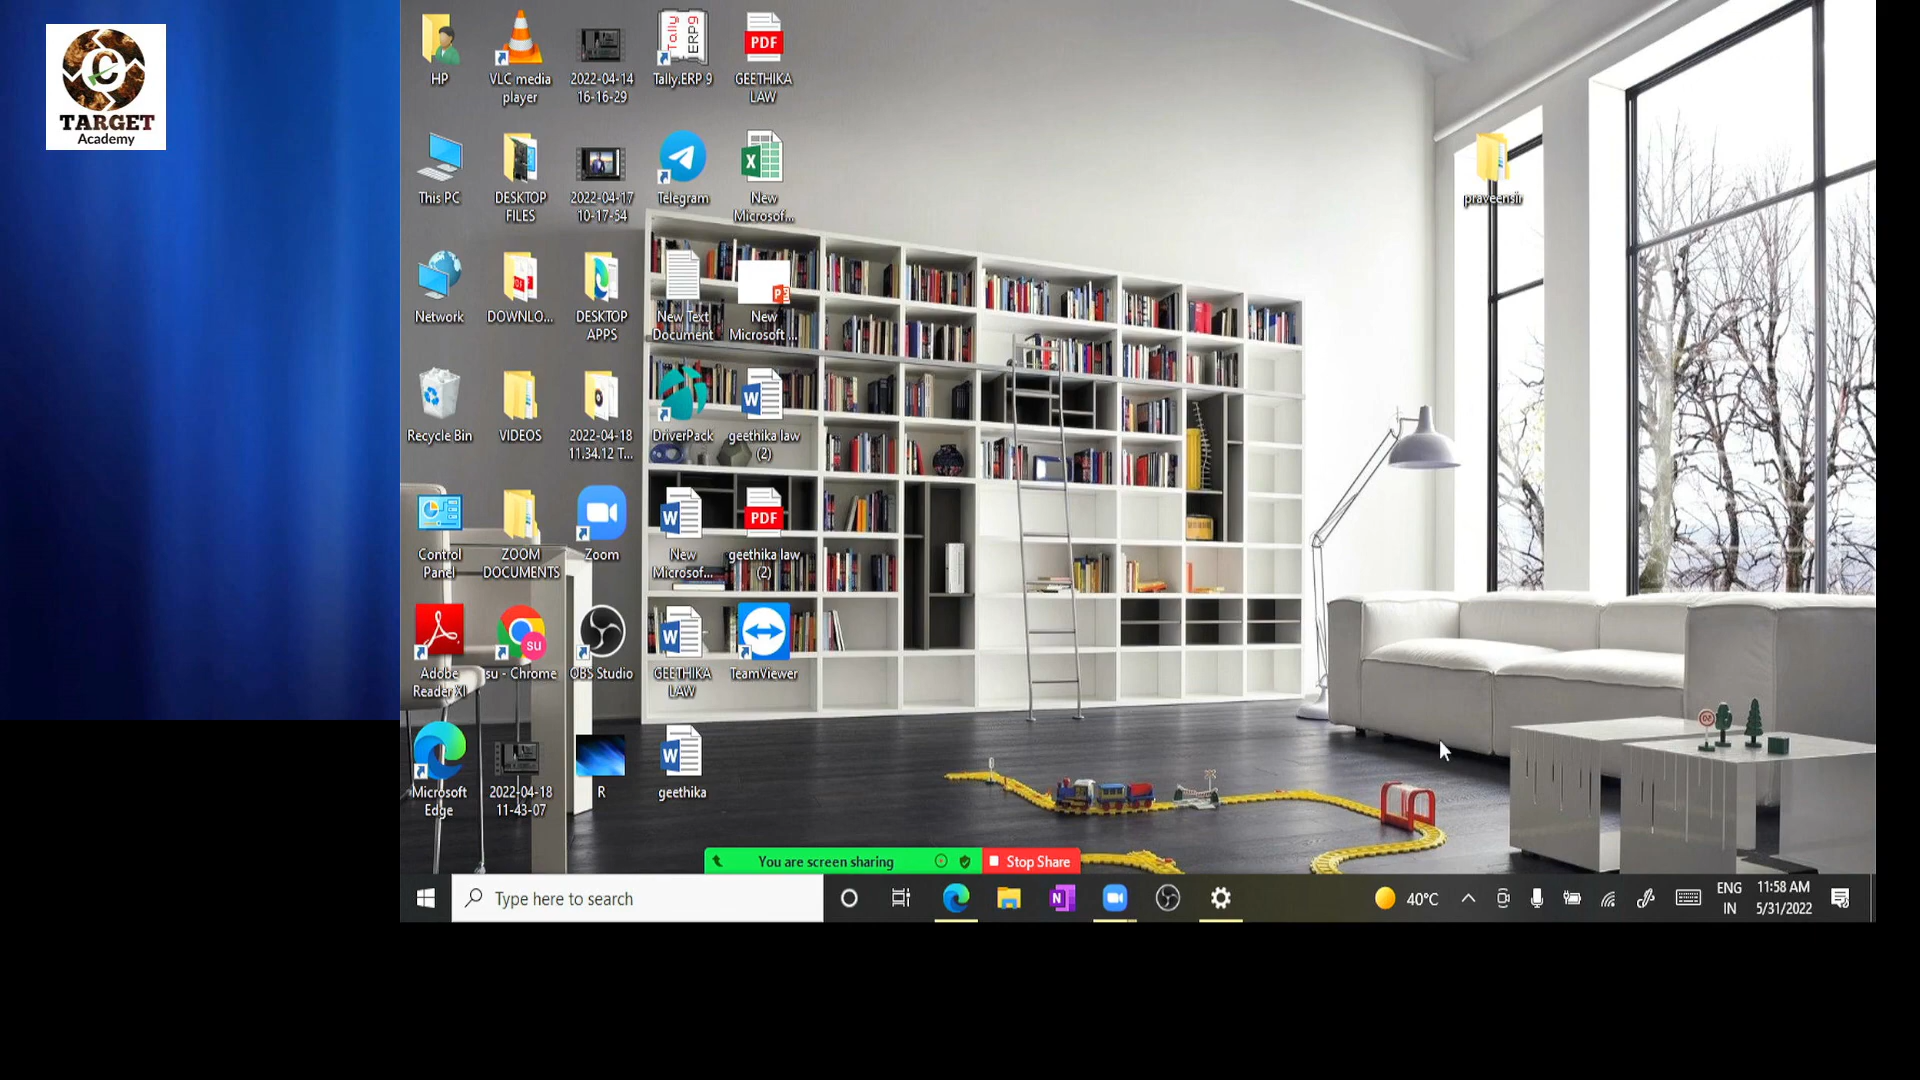 TARGET
Academy
HP
VLC media
player
2022-04-14
16-16-29
Tally.ERP 9
Tally
ERP9
PDF
GEETHIKA
LAW
This PC
DESKTOP
FILES
2022-04-17
10-17-54
Telegram
New
Microsof...
praveensir
Network
DOWNLO...
DESKTOP
APPS
New Text
Document
New
Microsoft ...
Recycle Bin
VIDEOS
2022-04-18
11.34.12 T...
DriverPack
geethika law
(2)
Control
Panel
ZOOM
DOCUMENTS
Zoom
New
Microsof...
PDF
geethika law
(2)
Adobe
Reader XI
su
su - Chrome
OBS Studio
GEETHIKA
LAW
TeamViewer
Microsoft
Edge
2022-04-18
11-43-07
R
geethika
You are screen sharing
Stop Share
Type here to search
40°C
ENG
IN
11:58 AM
5/31/2022